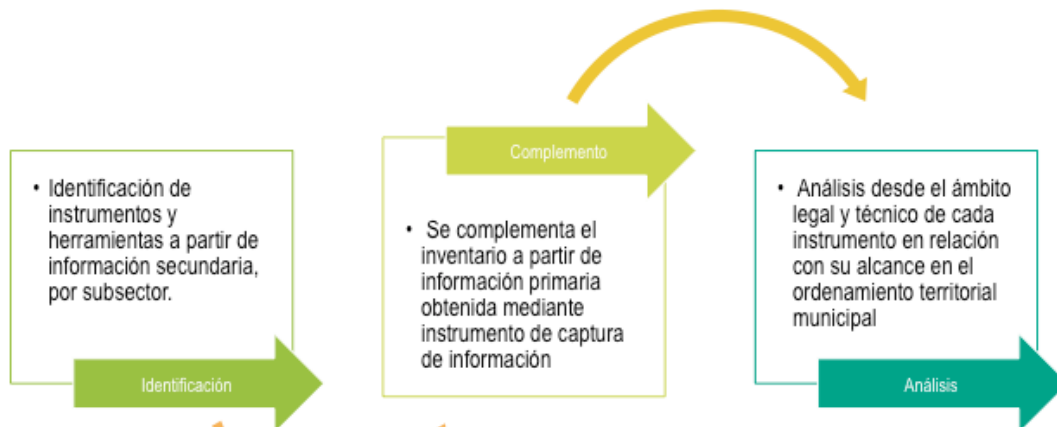 • Identificación de
instrumentos y
herramientas a partir de
información secundaria,
por subsector.
Identificación
Complemento
• Se complementa el
inventario a partir de
información primaria
obtenida mediante
instrumento de captura
de información
• Análisis desde el ámbito
legal y técnico de cada
instrumento en relación
con su alcance en el
ordenamiento territorial
municipal
Análisis